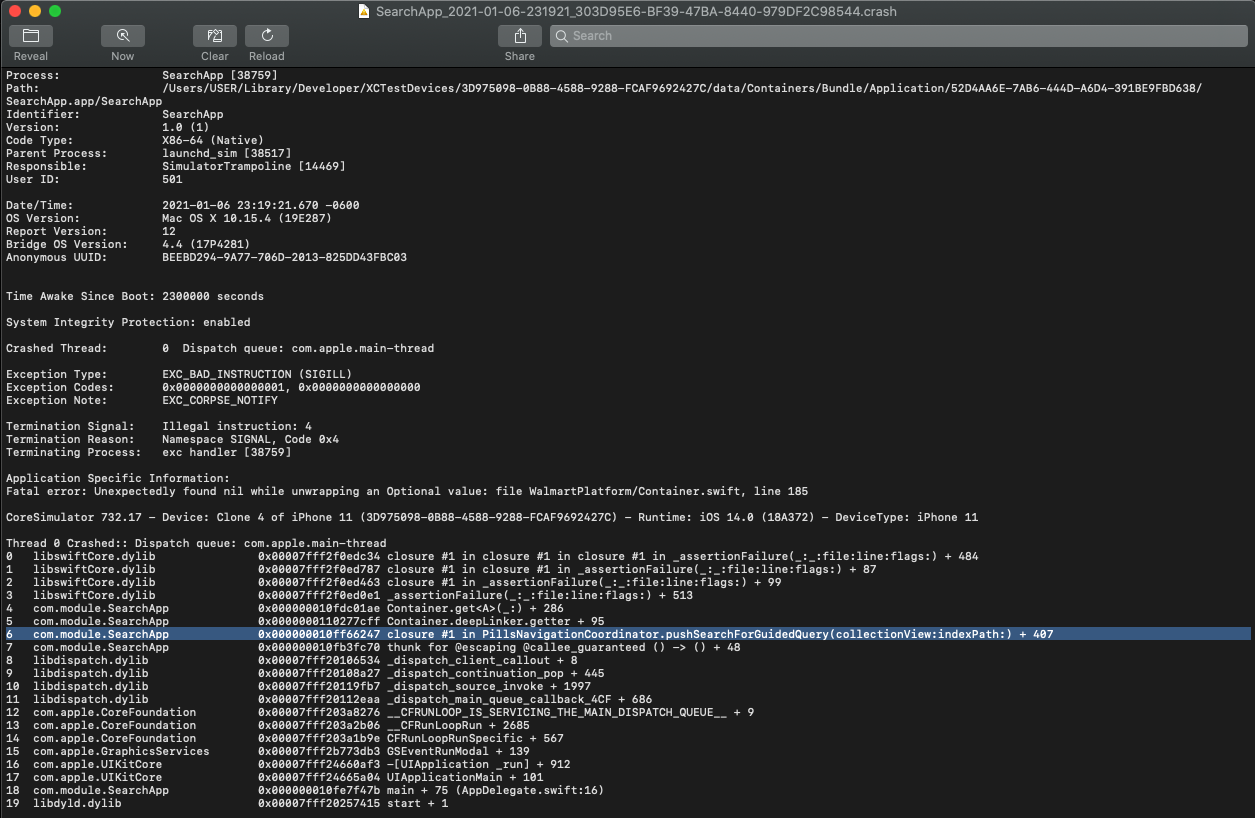 SearchApp_2021-01-06-231921_303D95E6-BF39-47BA-8440-979DF2C98544.crash
Reveal Now Clear Reload Share Search
Process: SearchApp [38759]
Path: /Users/USER/Library/Developer/XCTestDevices/3D975098-0B88-4588-9288-FCAF9692427C/data/Containers/Bundle/Application/52D4AA6E-7AB6-444D-A6D4-391BE9FBD638/
SearchApp.app/SearchApp
Identifier: SearchApp
Version: 1.0 (1)
Code Type: X86-64 (Native)
Parent Process: launchd_sim [38517]
Responsible: SimulatorTrampoline [14469]
User ID: 501
Date/Time: 2021-01-06 23:19:21.670 -0600
OS Version: Mac OS X 10.15.4 (19E287)
Report Version: 12
Bridge OS Version: 4.4 (17P4281)
Anonymous UUID: BEEBD294-9A77-706D-2013-825DD43FBC03
Time Awake Since Boot: 2300000 seconds
System Integrity Protection: enabled
Crashed Thread: 0 Dispatch queue: com.apple.main-thread
Exception Type: EXC_BAD_INSTRUCTION (SIGILL)
Exception Codes: 0x0000000000000001, 0x0000000000000000
Exception Note: EXC_CORPSE_NOTIFY
Termination Signal: Illegal instruction: 4
Termination Reason: Namespace SIGNAL, Code 0x4
Terminating Process: exc handler [38759]
Application Specific Information:
Fatal error: Unexpectedly found nil while unwrapping an Optional value: file WalmartPlatform/Container.swift, line 185
CoreSimulator 732.17 - Device: Clone 4 of iPhone 11 (3D975098-0B88-4588-9288-FCAF9692427C) - Runtime: iOS 14.0 (18A372) - DeviceType: iPhone 11
Thread 0 Crashed:: Dispatch queue: com.apple.main-thread
0 libswiftCore.dylib 0x00007fff2f0edc34 closure #1 in closure #1 in closure #1 in _assertionFailure(_:_:file:line:flags:) + 484
1 libswiftCore.dylib 0x00007fff2f0ed787 closure #1 in closure #1 in _assertionFailure(_:_:file:line:flags:) + 87
2 libswiftCore.dylib 0x00007fff2f0ed463 closure #1 in _assertionFailure(_:_:file:line:flags:) + 99
3 libswiftCore.dylib 0x00007fff2f0ed0e1 _assertionFailure(_:_:file:line:flags:) + 513
4 com.module.SearchApp 0x000000010fdc01ae Container.get<A>(_:) + 286
5 com.module.SearchApp 0x0000000110277cff Container.deepLinker.getter + 95
6 com.module.SearchApp 0x000000010ff66247 closure #1 in PillsNavigationCoordinator.pushSearchForGuidedQuery(collectionView:indexPath:) + 407
7 com.module.SearchApp 0x000000010fb3fc70 thunk for @escaping @callee_guaranteed () -> () + 48
8 libdispatch.dylib 0x00007fff20106534 _dispatch_client_callout + 8
9 libdispatch.dylib 0x00007fff20108a27 _dispatch_continuation_pop + 445
10 libdispatch.dylib 0x00007fff20119fb7 _dispatch_source_invoke + 1997
11 libdispatch.dylib 0x00007fff20112eaa _dispatch_main_queue_callback_4CF + 686
12 com.apple.CoreFoundation 0x00007fff203a8276 __CFRUNLOOP_IS_SERVICING_THE_MAIN_DISPATCH_QUEUE__ + 9
13 com.apple.CoreFoundation 0x00007fff203a2b06 __CFRunLoopRun + 2685
14 com.apple.CoreFoundation 0x00007fff203a1b9e CFRunLoopRunSpecific + 567
15 com.apple.GraphicsServices 0x00007fff2b773db3 GSEventRunModal + 139
16 com.apple.UIKitCore 0x00007fff24660af3 -[UIApplication _run] + 912
17 com.apple.UIKitCore 0x00007fff24665a04 UIApplicationMain + 101
18 com.module.SearchApp 0x000000010fe7f47b main + 75 (AppDelegate.swift:16)
19 libdyld.dylib 0x00007fff20257415 start + 1